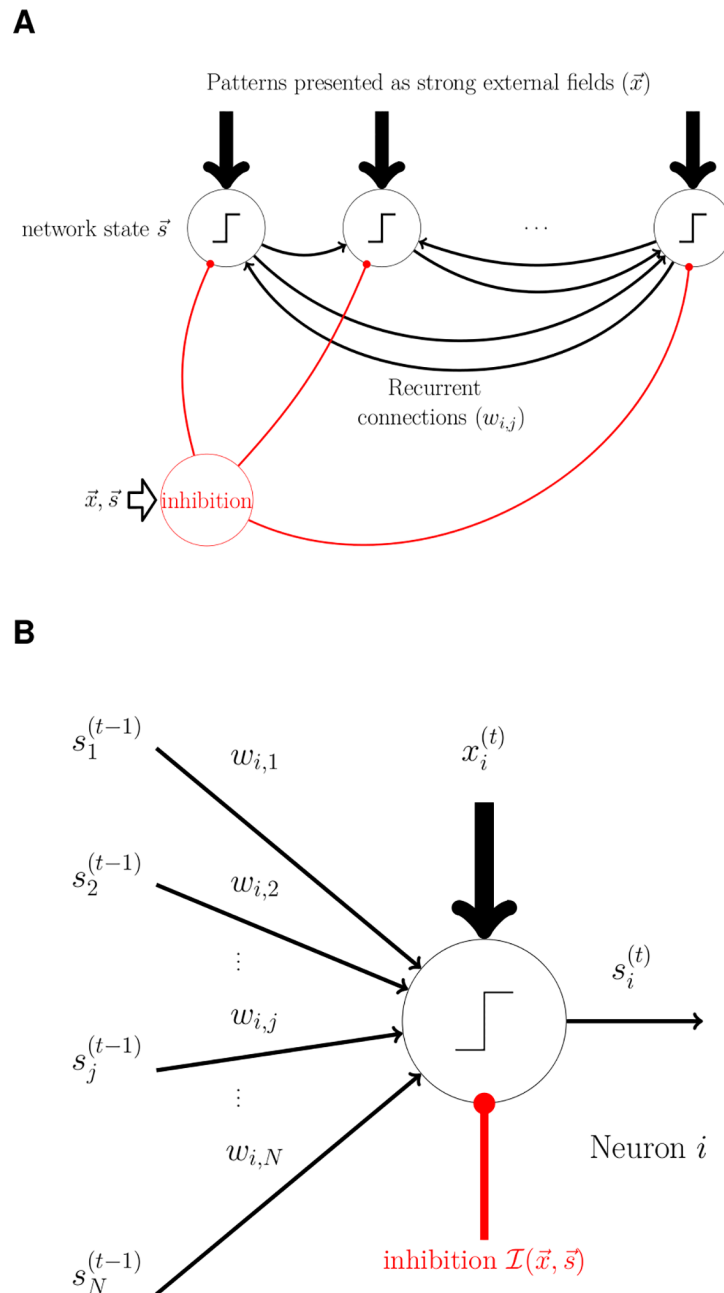 A
Patterns presented as strong external fields (x⃗)
network state s⃗
...
Recurrent
connections (w_{i,j})
x⃗, s⃗
inhibition
B
s_1^{(t−1)}
w_{i,1}
x_i^{(t)}
s_2^{(t−1)}
w_{i,2}
⋮
s_i^{(t)}
w_{i,j}
s_j^{(t−1)}
⋮
w_{i,N}
Neuron i
s_N^{(t−1)}
inhibition ℐ(x⃗, s⃗)